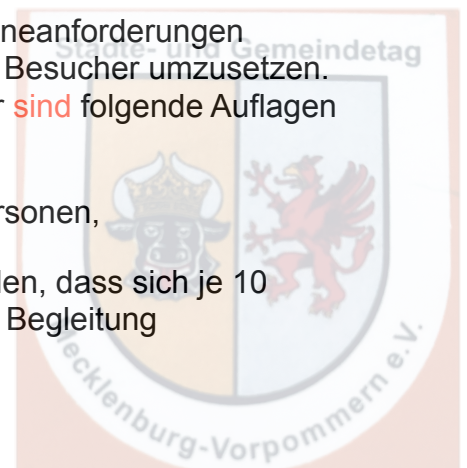 neanforderungen
Städte- und Gemeindetag
Besucher umzusetzen.
sind folgende Auflagen
rsonen,
den, dass sich je 10
Begleitung
Mecklenburg-Vorpommern e.V.